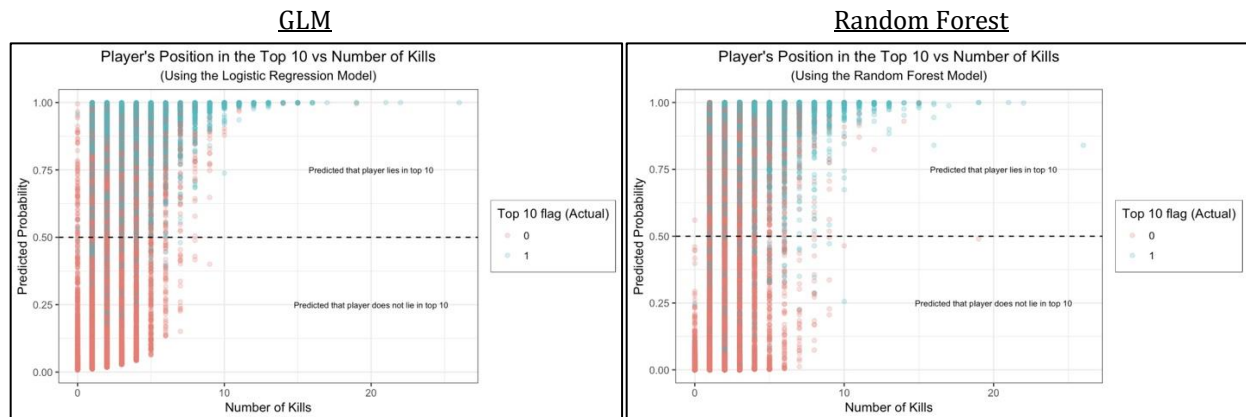 GLM
Random Forest
Player's Position in the Top 10 vs Number of Kills
(Using the Logistic Regression Model)
1.00
0.75
0.50
0.25
0.00
Predicted Probability
Predicted that player lies in top 10
Predicted that player does not lie in top 10
0
10
20
Number of Kills
Top 10 flag (Actual)
0
1
Player's Position in the Top 10 vs Number of Kills
(Using the Random Forest Model)
1.00
0.75
0.50
0.25
0.00
Predicted Probability
Predicted that player lies in top 10
Predicted that player does not lie in top 10
0
10
20
Number of Kills
Top 10 flag (Actual)
0
1